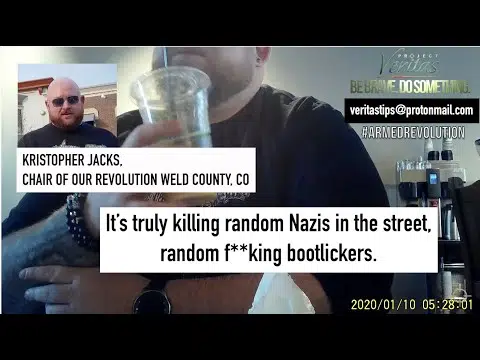 PROJECT
Veritas
BE BRAVE. DO SOMETHING.
veritastips@protonmail.com
#ARMEDREVOLUTION
KRISTOPHER JACKS,
CHAIR OF OUR REVOLUTION WELD COUNTY, CO
It's truly killing random Nazis in the street,
random f**king bootlickers.
2020/01/10 05:28:01